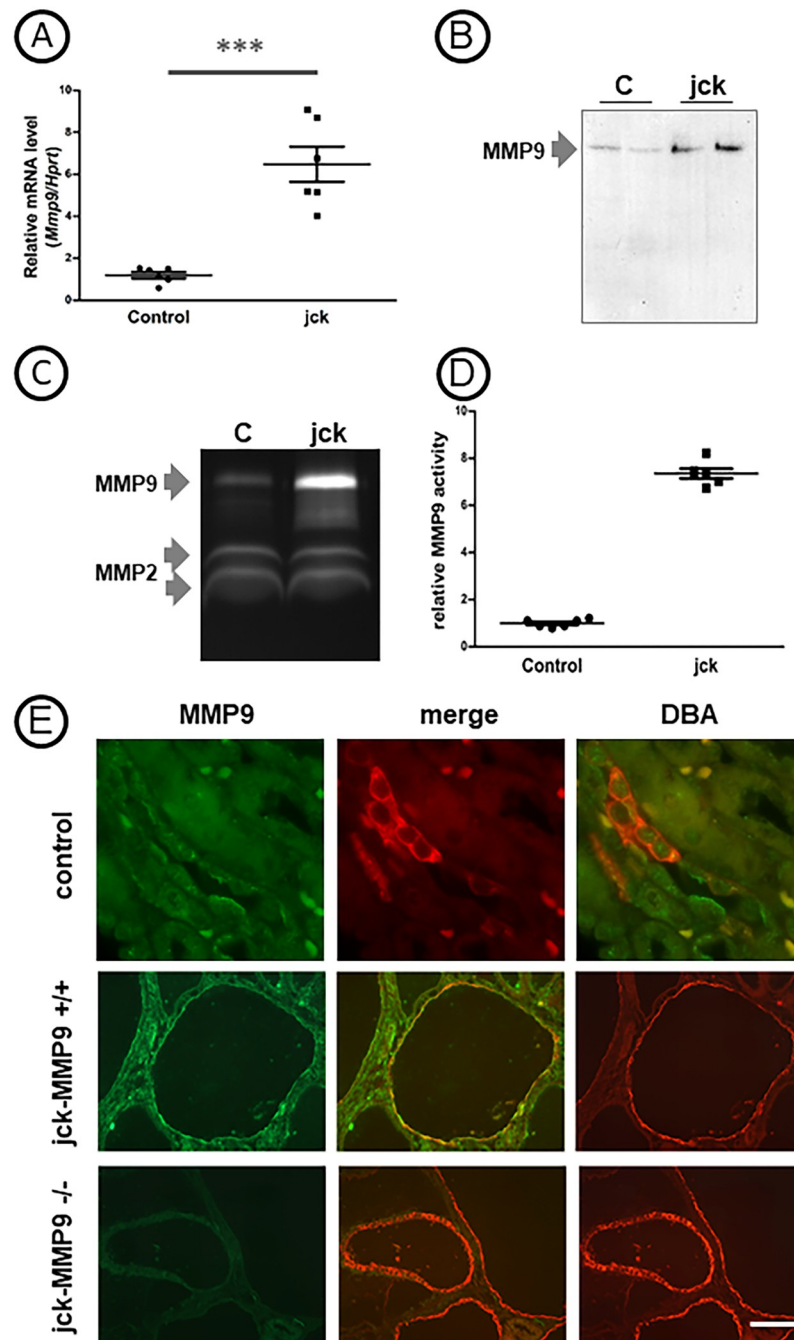 A
***
10
8
6
4
2
0
Relative mRNA level
(Mmp9/Hprt)
Control jck
B
C jck
MMP9
C
C jck
MMP9
MMP2
D
10
8
6
4
2
0
relative MMP9 activity
Control jck
E
MMP9 merge DBA
control
jck-MMP9 +/+
jck-MMP9 -/-